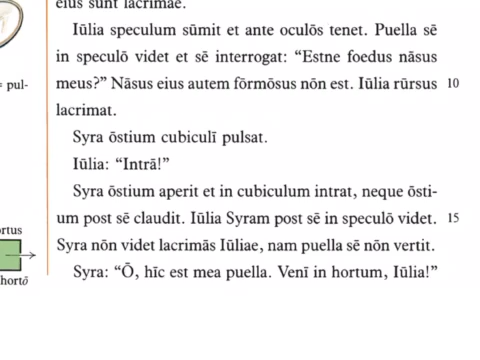 eius sunt lacrimae.
Iūlia speculum sūmit et ante oculōs tenet. Puella sē
in speculō videt et sē interrogat: “Estne foedus nāsus
= pul-
meus?” Nāsus eius autem fōrmōsus nōn est. Iūlia rūrsus 10
lacrimat.
Syra ōstium cubiculī pulsat.
Iūlia: “Intrā!”
Syra ōstium aperit et in cubiculum intrat, neque ōsti-
um post sē claudit. Iūlia Syram post sē in speculō videt. 15
Syra nōn videt lacrimās Iūliae, nam puella sē nōn vertit.
Syra: “Ō, hīc est mea puella. Venī in hortum, Iūlia!”
ortus
hortō